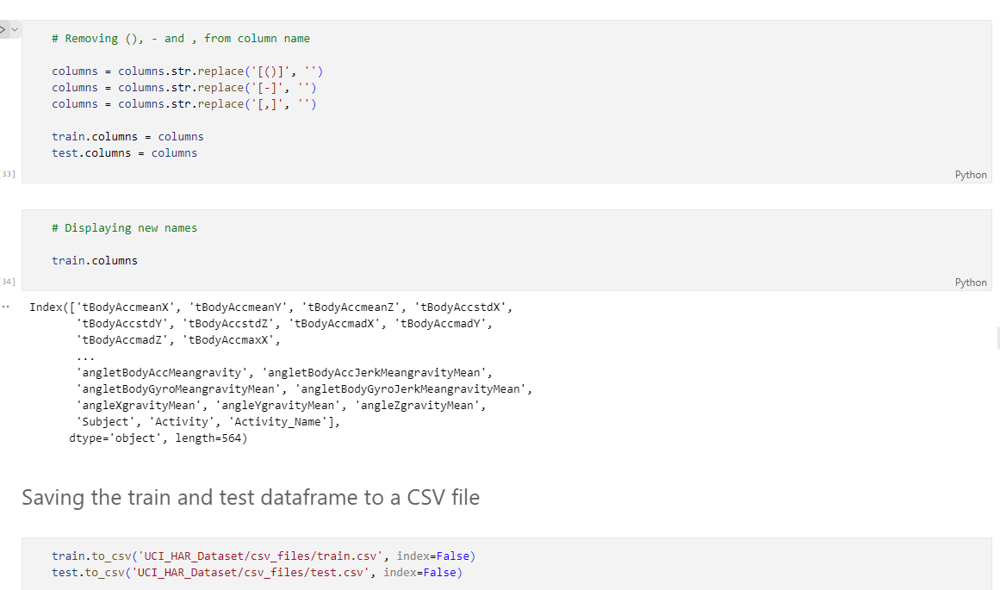 # Removing (), - and , from column name
columns = columns.str.replace('[()]', '')
columns = columns.str.replace('[-]', '')
columns = columns.str.replace('[,]', '')
train.columns = columns
test.columns = columns
[33]
Python
# Displaying new names
train.columns
[34]
Python
Index(['tBodyAccmeanX', 'tBodyAccmeanY', 'tBodyAccmeanZ', 'tBodyAccstdX',
'tBodyAccstdY', 'tBodyAccstdZ', 'tBodyAccmadX', 'tBodyAccmadY',
'tBodyAccmadZ', 'tBodyAccmaxX',
...
'angletBodyAccMeangravity', 'angletBodyAccJerkMeangravityMean',
'angletBodyGyroMeangravityMean', 'angletBodyGyroJerkMeangravityMean',
'angleXgravityMean', 'angleYgravityMean', 'angleZgravityMean',
'Subject', 'Activity', 'Activity_Name'],
dtype='object', length=564)
Saving the train and test dataframe to a CSV file
train.to_csv('UCI_HAR_Dataset/csv_files/train.csv', index=False)
test.to_csv('UCI_HAR_Dataset/csv_files/test.csv', index=False)